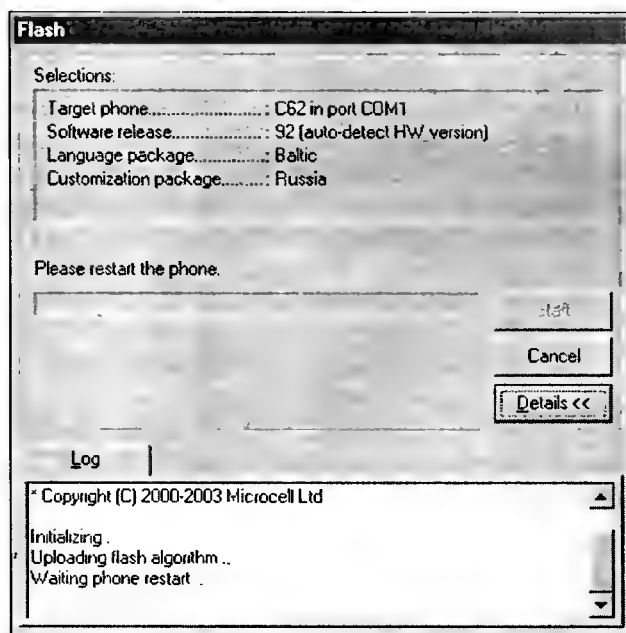 Flash
Selections:
Target phone....................: C62 in port COM1
Software release...............: 92 (auto-detect HW_version)
Language package..........: Baltic
Customization package.......: Russia
Please restart the phone.
start
Cancel
Details <<
Log
* Copyright (C) 2000-2003 Microcell Ltd
Initializing .
Uploading flash algorithm ..
Waiting phone restart .